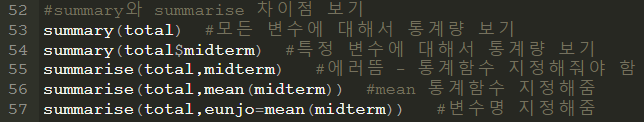 52 #summary와 summarise 차이점 보기
53 summary(total) #모든 변수에 대해서 통계량 보기
54 summary(total$midterm) #특정 변수에 대해서 통계량 보기
55 summarise(total,midterm) #에러뜸 - 통계함수 지정해줘야 함
56 summarise(total,mean(midterm)) #mean 통계함수 지정해줌
57 summarise(total,eunjo=mean(midterm)) #변수명 지정해줌